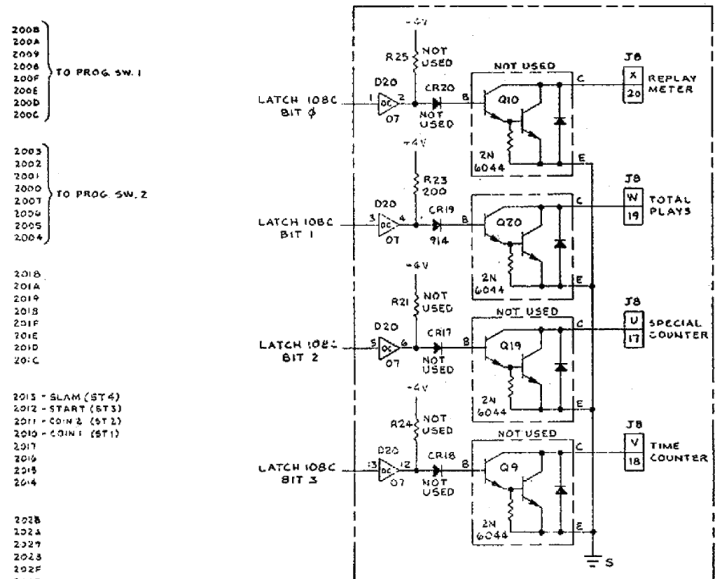 200B
200A
2009
2008
200F
200E
200D
200C
TO PROG. SW. 1
2003
2002
2001
2000
2007
2006
2005
2004
TO PROG. SW. 2
201B
201A
2019
2018
201F
201E
201D
201C
2013 - SLAM (ST4)
2012 - START (ST3)
2011 - COIN 2 (ST2)
2010 - COIN 1 (ST1)
2017
2016
2015
2014
202B
202A
2029
2028
202F
LATCH 108C
BIT 0
1
D20
OC
2
07
-4V
R25
NOT
USED
CR20
NOT
USED
B
NOT USED
Q10
2N
6044
C
E
J8
X
20
REPLAY
METER
LATCH 108C
BIT 1
3
D20
OC
4
07
-4V
R23
200
CR19
914
B
Q20
2N
6044
C
E
J8
W
19
TOTAL
PLAYS
LATCH 108C
BIT 2
5
D20
OC
6
07
-4V
R21
NOT
USED
CR17
NOT
USED
B
NOT USED
Q19
2N
6044
C
E
J8
U
17
SPECIAL
COUNTER
LATCH 108C
BIT 3
13
D20
OC
12
07
-4V
R24
NOT
USED
CR18
NOT
USED
B
NOT USED
Q9
2N
6044
C
E
J8
V
18
TIME
COUNTER
S